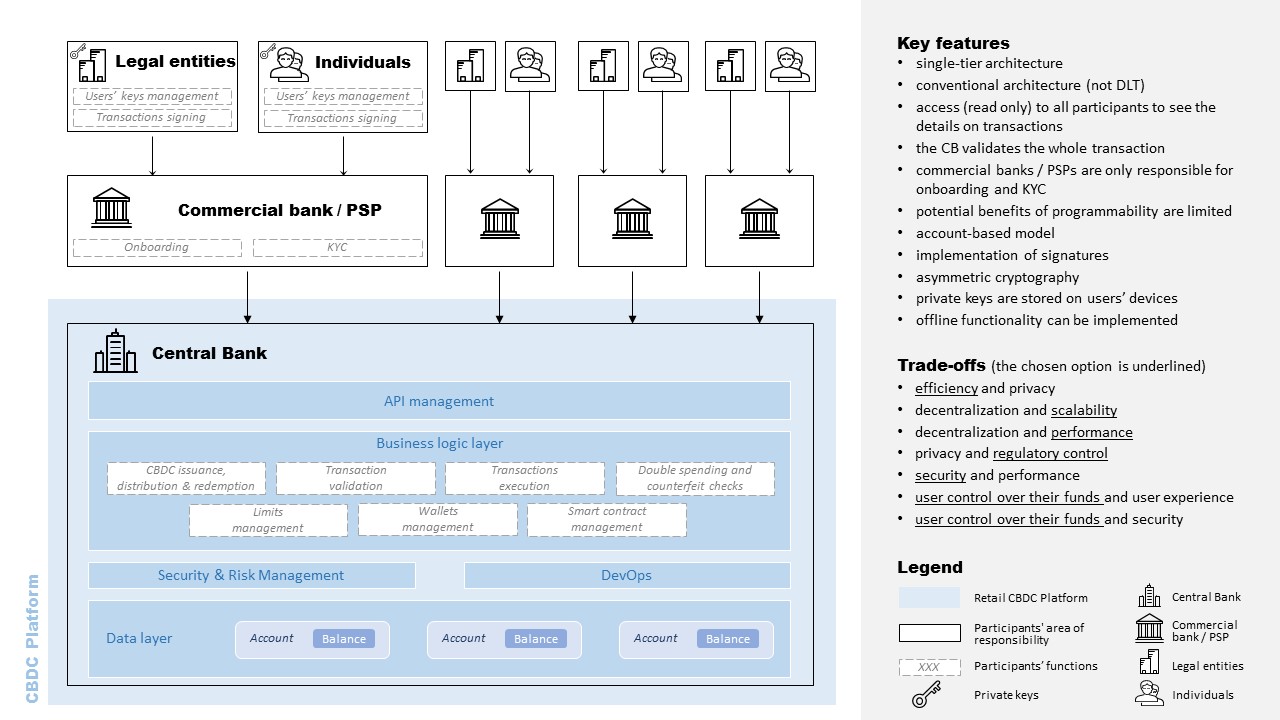 Legal entities
Users' keys management
Transactions signing
Individuals
Users' keys management
Transactions signing
Commercial bank / PSP
Onboarding
KYC
CBDC Platform
Central Bank
API management
Business logic layer
CBDC issuance,
distribution & redemption
Transaction
validation
Transactions
execution
Double spending and
counterfeit checks
Limits
management
Wallets
management
Smart contract
management
Security & Risk Management
DevOps
Data layer
Account
Balance
Account
Balance
Account
Balance
Key features
• single-tier architecture
• conventional architecture (not DLT)
• access (read only) to all participants to see the
details on transactions
• the CB validates the whole transaction
• commercial banks / PSPs are only responsible for
onboarding and KYC
• potential benefits of programmability are limited
• account-based model
• implementation of signatures
• asymmetric cryptography
• private keys are stored on users’ devices
• offline functionality can be implemented
Trade-offs (the chosen option is underlined)
• efficiency and privacy
• decentralization and scalability
• decentralization and performance
• privacy and regulatory control
• security and performance
• user control over their funds and user experience
• user control over their funds and security
Legend
Retail CBDC Platform
Participants' area of
responsibility
XXX
Participants’ functions
Private keys
Central Bank
Commercial
bank / PSP
Legal entities
Individuals